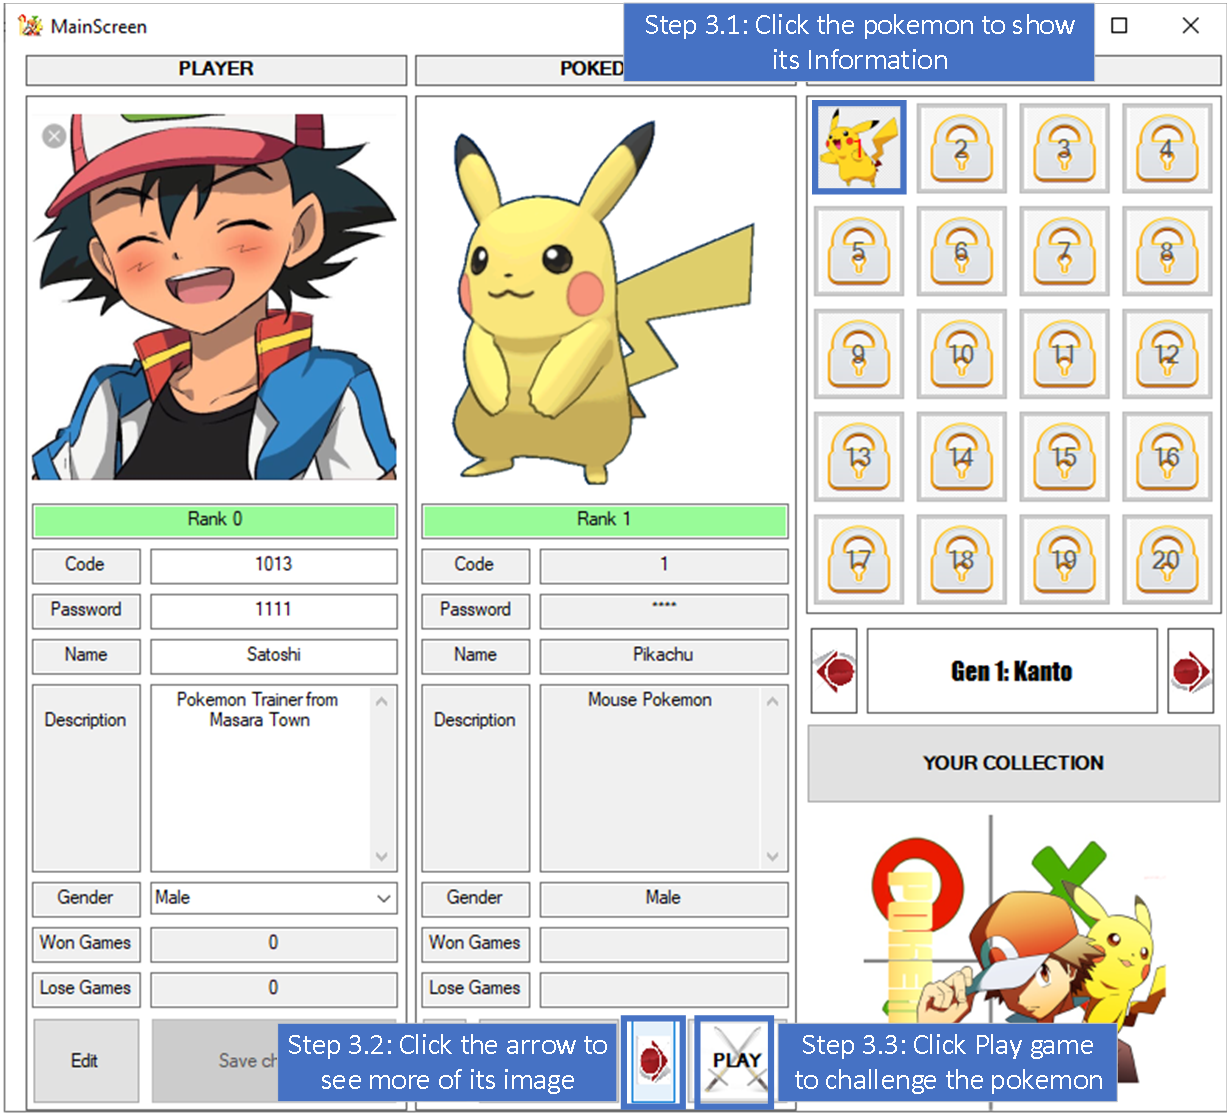 MainScreen
Step 3.1: Click the pokemon to show
its Information
PLAYER
POKED
1
2
3
4
5
6
7
8
9
10
11
12
13
14
15
16
17
18
19
20
Rank 0
Code
1013
Password
1111
Name
Satoshi
Description
Pokemon Trainer from
Masara Town
Gender
Male
Won Games
0
Lose Games
0
Edit
Save ch
Rank 1
Code
1
Password
****
Name
Pikachu
Description
Mouse Pokemon
Gender
Male
Won Games
Lose Games
Gen 1: Kanto
YOUR COLLECTION
Step 3.2: Click the arrow to
see more of its image
PLAY
Step 3.3: Click Play game
to challenge the pokemon